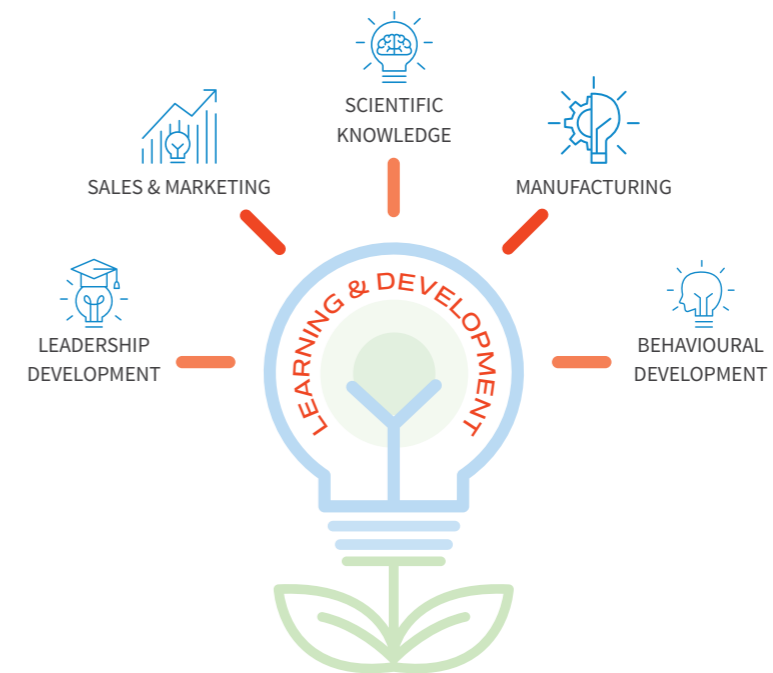 SCIENTIFIC
KNOWLEDGE
SALES & MARKETING
MANUFACTURING
LEARNING & DEVELOPMENT
LEADERSHIP
DEVELOPMENT
BEHAVIOURAL
DEVELOPMENT